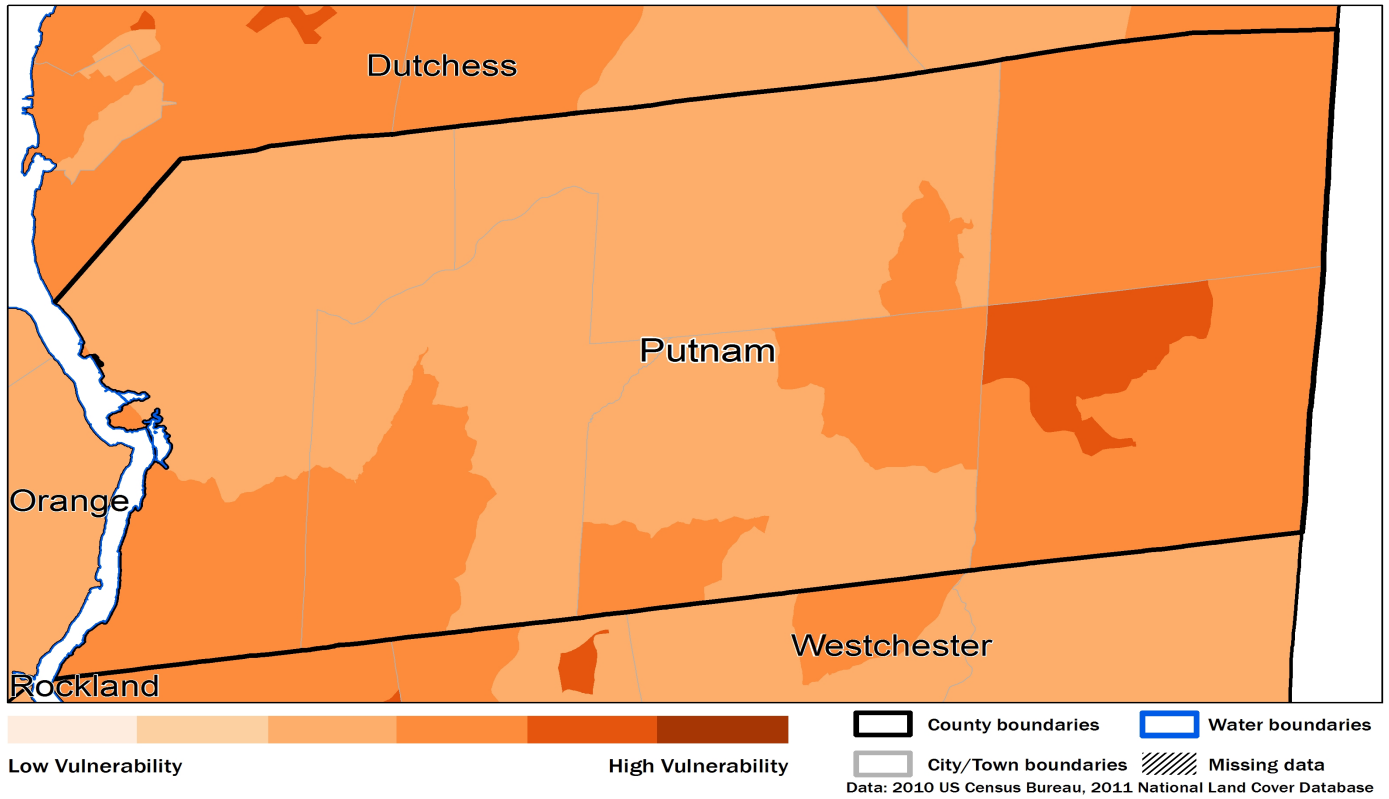 Dutchess
Putnam
Orange
Westchester
Rockland
Low Vulnerability
High Vulnerability
County boundaries
Water boundaries
City/Town boundaries
Missing data
Data: 2010 US Census Bureau, 2011 National Land Cover Database